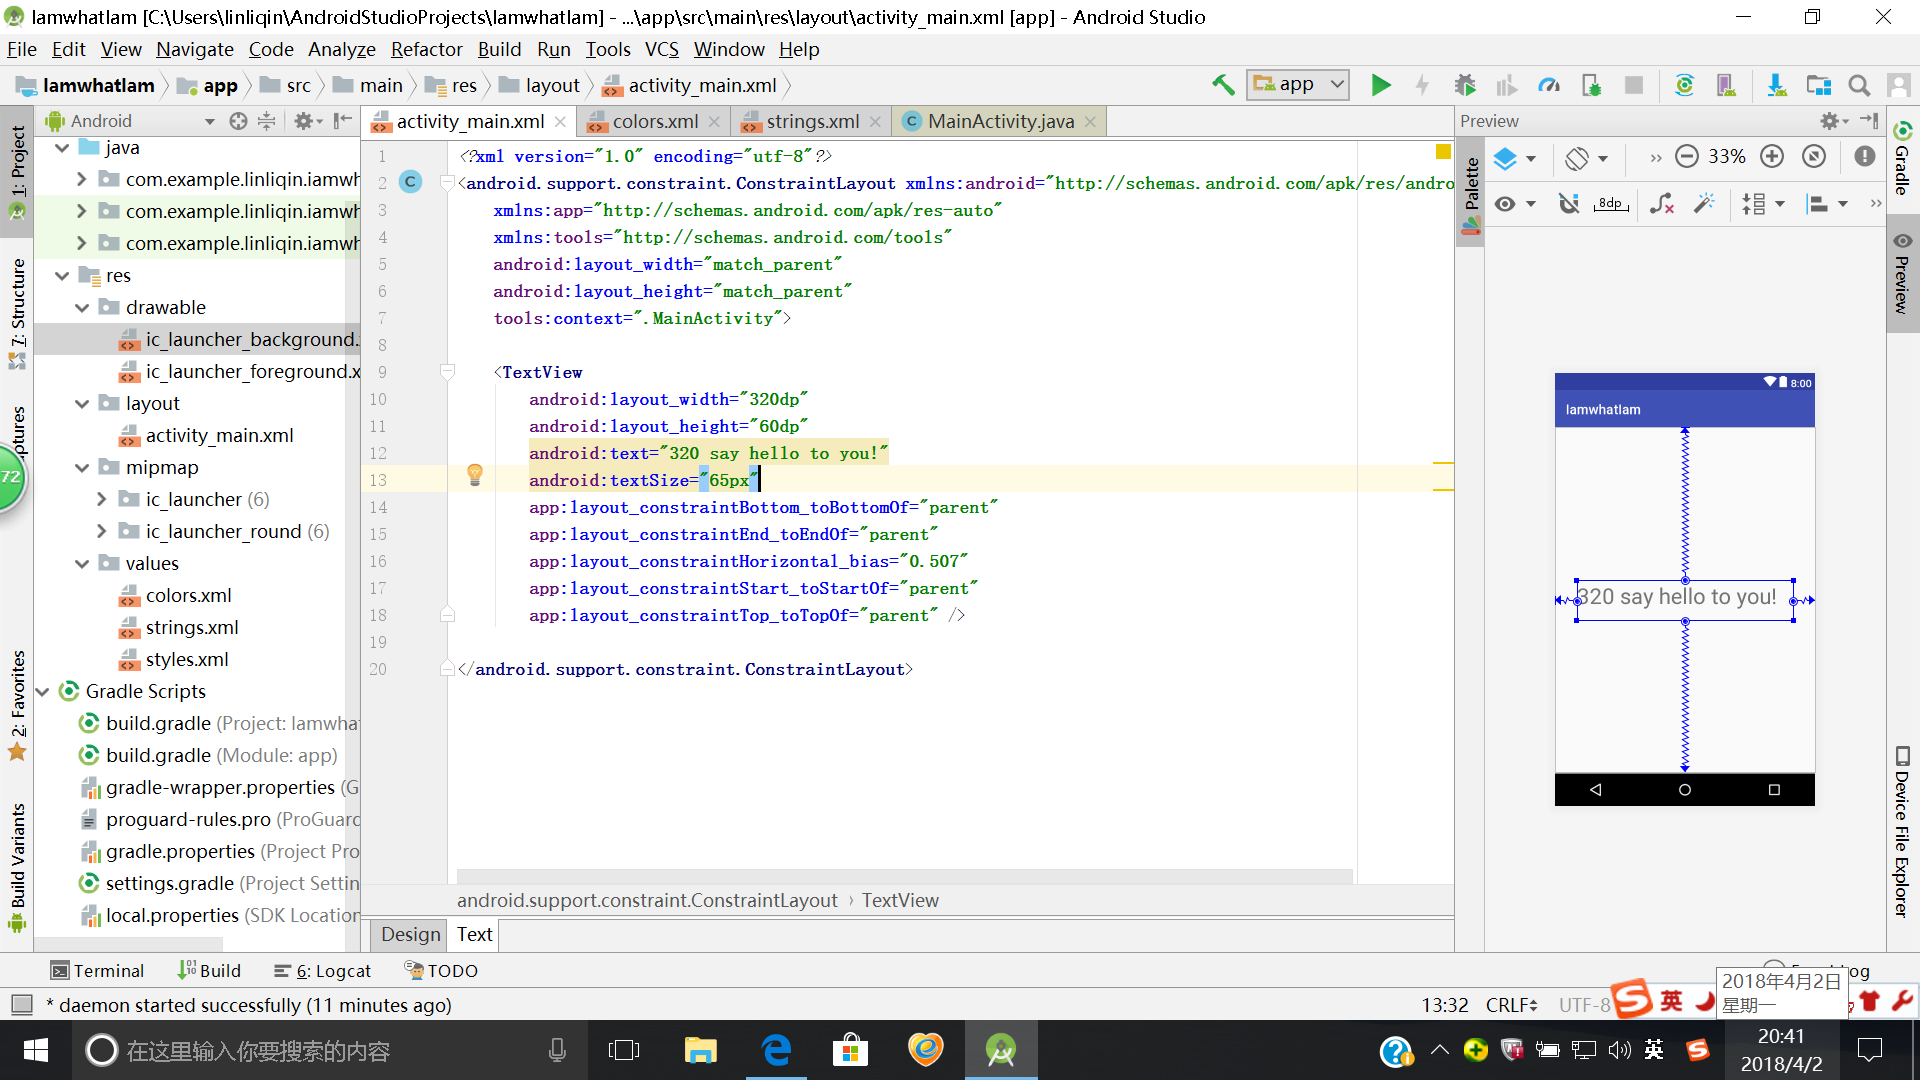 IamwhatIam [C:\Users\linliqin\AndroidStudioProjects\IamwhatIam] - ...\app\src\main\res\layout\activity_main.xml [app] - Android Studio
File Edit View Navigate Code Analyze Refactor Build Run Tools VCS Window Help
IamwhatIam app src main res layout activity_main.xml
app
Android
activity_main.xml colors.xml strings.xml MainActivity.java
Preview
1: Project
7: Structure
ptures
72
2: Favorites
Build Variants
java
com.example.linliqin.iamwh
com.example.linliqin.iamwh
com.example.linliqin.iamwh
res
drawable
ic_launcher_background.
ic_launcher_foreground.x
layout
activity_main.xml
mipmap
ic_launcher (6)
ic_launcher_round (6)
values
colors.xml
strings.xml
styles.xml
Gradle Scripts
build.gradle (Project: Iamwha
build.gradle (Module: app)
gradle-wrapper.properties (G
proguard-rules.pro (ProGuard
gradle.properties (Project Pro
settings.gradle (Project Settin
local.properties (SDK Location
1 <?xml version="1.0" encoding="utf-8"?>
2 C <android.support.constraint.ConstraintLayout xmlns:android="http://schemas.android.com/apk/res/andro
3 xmlns:app="http://schemas.android.com/apk/res-auto"
4 xmlns:tools="http://schemas.android.com/tools"
5 android:layout_width="match_parent"
6 android:layout_height="match_parent"
7 tools:context=".MainActivity">
8
9 <TextView
10 android:layout_width="320dp"
11 android:layout_height="60dp"
12 android:text="320 say hello to you!"
13 android:textSize="65px"
14 app:layout_constraintBottom_toBottomOf="parent"
15 app:layout_constraintEnd_toEndOf="parent"
16 app:layout_constraintHorizontal_bias="0.507"
17 app:layout_constraintStart_toStartOf="parent"
18 app:layout_constraintTop_toTopOf="parent" />
19
20 </android.support.constraint.ConstraintLayout>
android.support.constraint.ConstraintLayout › TextView
Design Text
Palette
33%
8dp
8:00
IamwhatIam
320 say hello to you!
Gradle
Preview
Device File Explorer
Terminal Build 6: Logcat TODO
og
* daemon started successfully (11 minutes ago)
13:32 CRLF UTF-8
英
2018年4月2日
星期一
在这里输入你要搜索的内容
英
20:41
2018/4/2